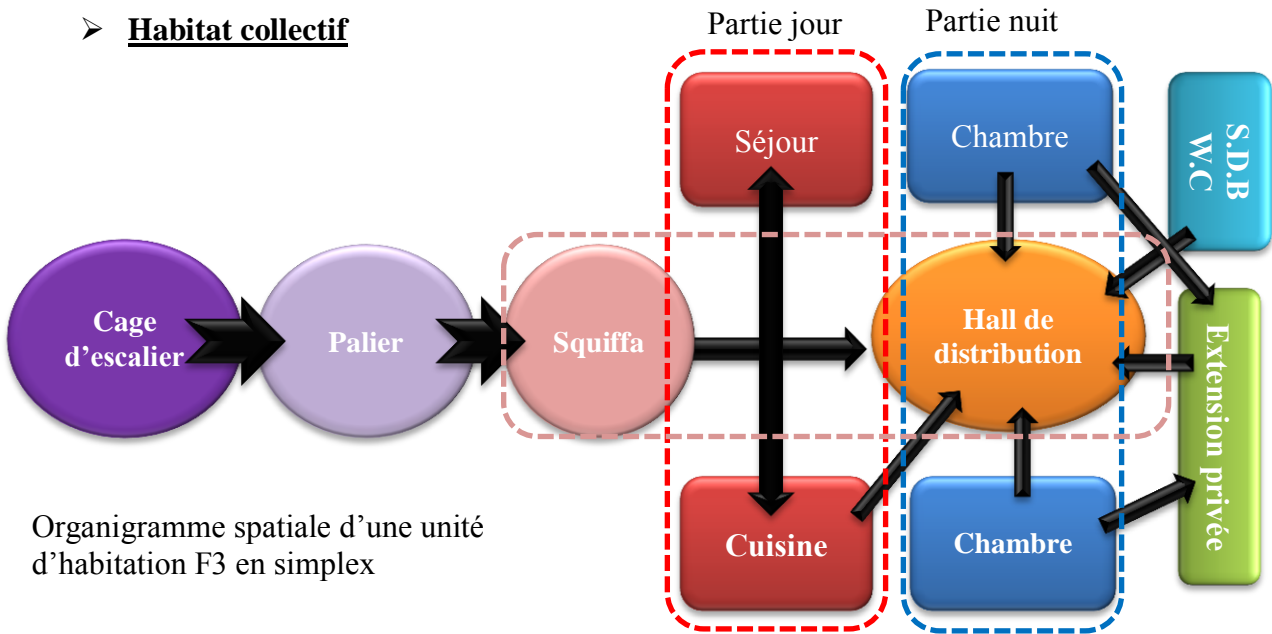 ➢ Habitat collectif
Partie jour
Partie nuit
Séjour
Chambre
S.D.B
W.C
Cage
d’escalier
Palier
Squiffa
Hall de
distribution
Extension privée
Cuisine
Chambre
Organigramme spatiale d’une unité
d’habitation F3 en simplex